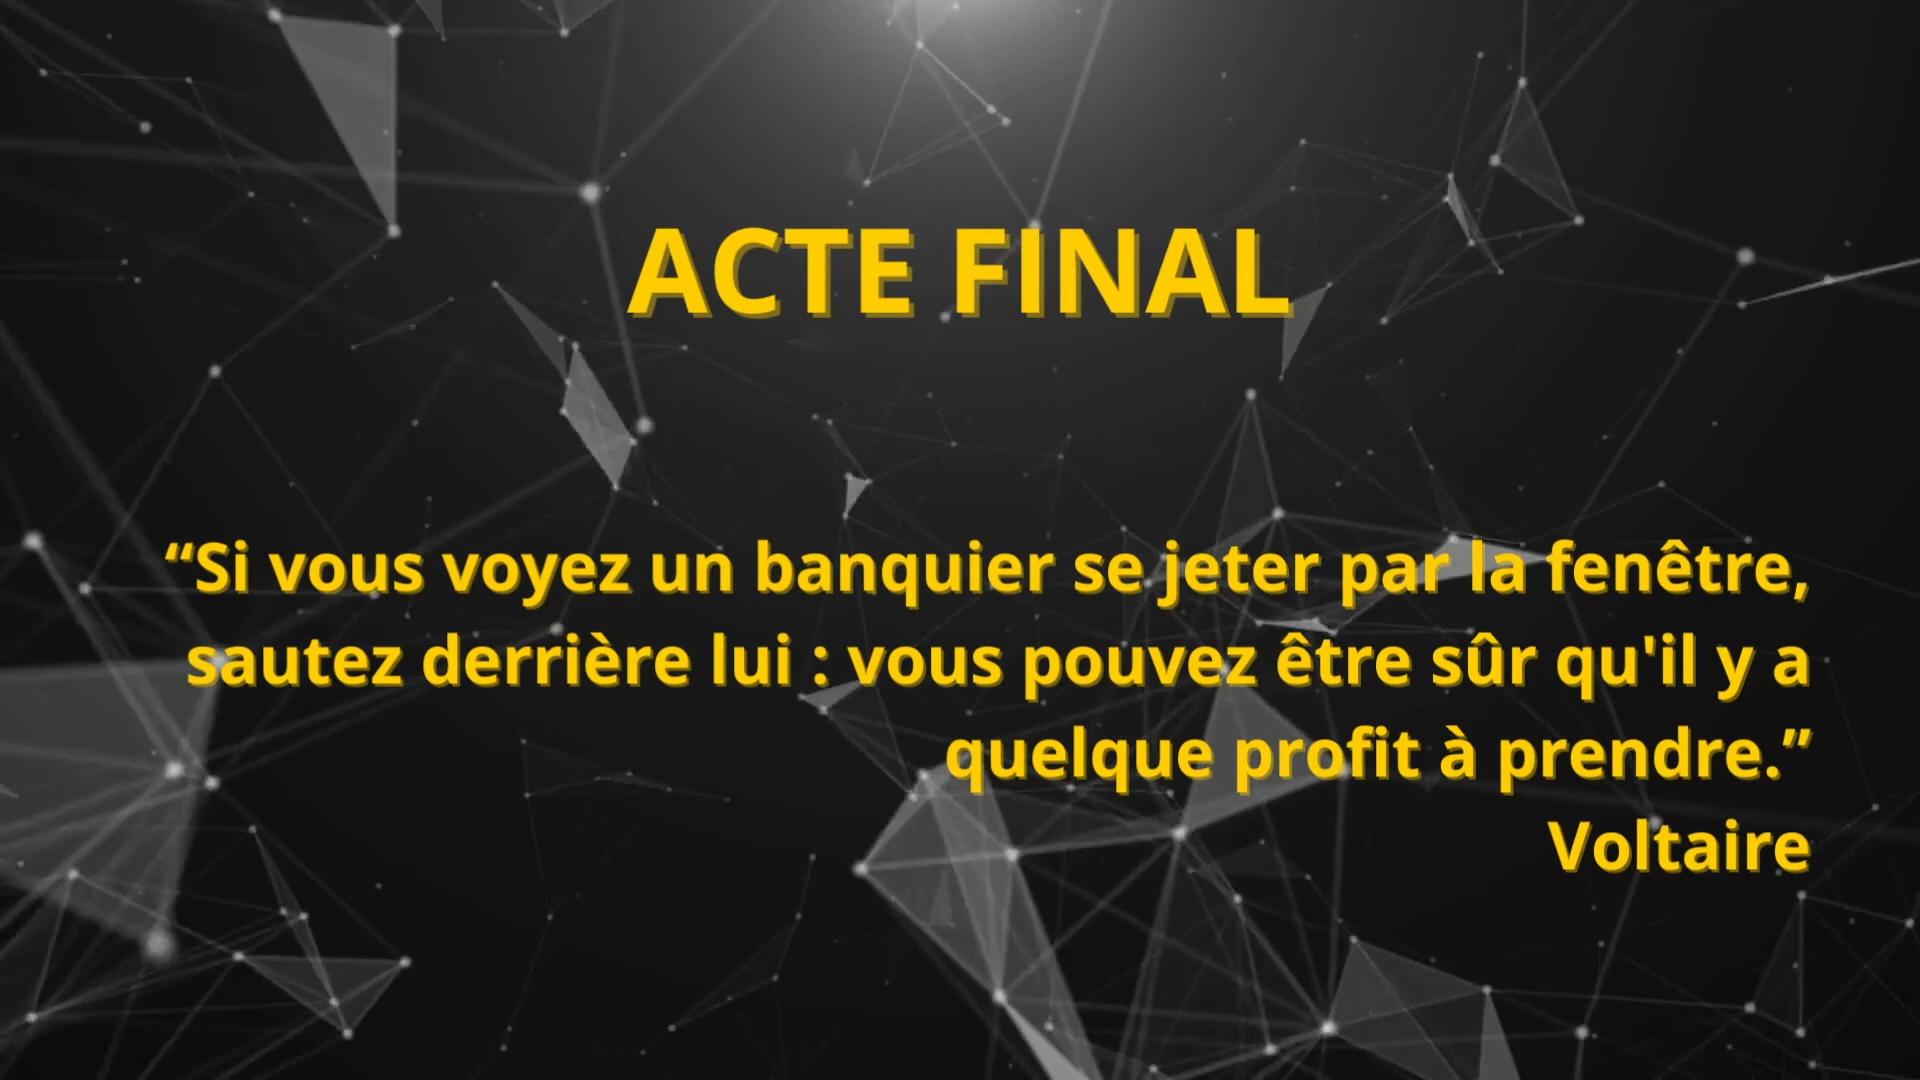 ACTE FINAL
“Si vous voyez un banquier se jeter par la fenêtre,
sautez derrière lui : vous pouvez être sûr qu'il y a
quelque profit à prendre.”
Voltaire